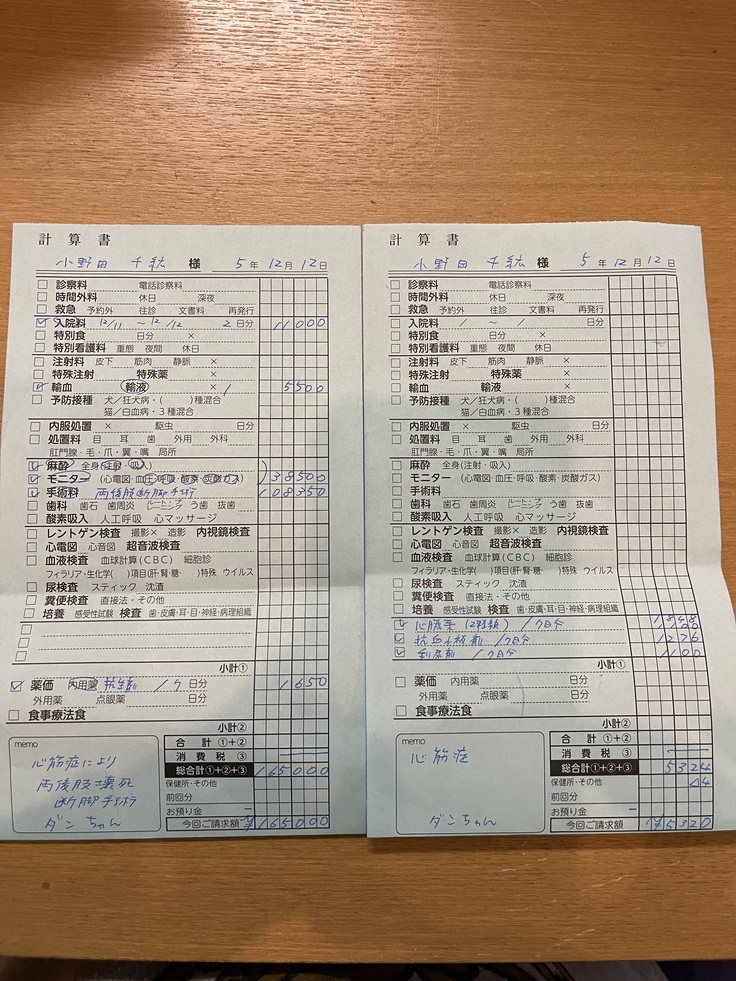 計算書
小野田 千紘 様 5年12月12日
診察料 電話診察料
時間外料 休日 深夜
救急 予約外 往診 文書料 再発行
入院料 12/11 ~ 12/12 2日分 11000
特別食 日分 ×
特別看護料 重態 夜間 休日
注射料 皮下 筋肉 静脈 ×
特殊注射 特殊薬 ×
輸血 輸液 × 1 5500
予防接種 犬/狂犬病・( )種混合
猫/白血病・3種混合
内服処置 × 駆虫 日分
処置料 目 耳 歯 外用 外科
肛門腺・毛・爪・翼・嘴 局所
麻酔 全身(注射・吸入)
モニター (心電図・血圧・呼吸・酸素・炭酸ガス) 38500
手術料 両後肢断脚手術 108350
歯科 歯石 歯周炎 う歯 抜歯
酸素吸入 人工呼吸 心マッサージ
レントゲン検査 撮影× 造影 内視鏡検査
心電図 心音図 超音波検査
血液検査 血球計算(CBC) 細胞診
フィラリア・生化学( )項目(肝・腎・糖 )特殊 ウイルス
尿検査 スティック 沈渣
糞便検査 直接法・その他
培養 感受性試験 検査 歯・皮膚・耳・目・神経・病理組織
小計①
薬価 内用薬 抗生剤 / 7 日分 1650
外用薬 点眼薬 日分
食事療法食
小計②
合計 ①+②
消費税 ③
総合計①+②+③ 165000
保健所・その他
前回分
お預り金 −
今回ご請求額 ¥165000
memo
心筋症により
両後肢壊死
断脚手術
ダンちゃん
計算書
小野田 千紘 様 5年12月12日
診察料 電話診察料
時間外料 休日 深夜
救急 予約外 往診 文書料 再発行
入院料 / ~ / 日分
特別食 日分 ×
特別看護料 重態 夜間 休日
注射料 皮下 筋肉 静脈 ×
特殊注射 特殊薬 ×
輸血 輸液 ×
予防接種 犬/狂犬病・( )種混合
猫/白血病・3種混合
内服処置 × 駆虫 日分
処置料 目 耳 歯 外用 外科
肛門腺・毛・爪・翼・嘴 局所
麻酔 全身(注射・吸入)
モニター (心電図・血圧・呼吸・酸素・炭酸ガス)
手術料
歯科 歯石 歯周炎 う歯 抜歯
酸素吸入 人工呼吸 心マッサージ
レントゲン検査 撮影× 造影 内視鏡検査
心電図 心音図 超音波検査
血液検査 血球計算(CBC) 細胞診
フィラリア・生化学( )項目(肝・腎・糖 )特殊 ウイルス
尿検査 スティック 沈渣
糞便検査 直接法・その他
培養 感受性試験 検査 歯・皮膚・耳・目・神経・病理組織
心臓薬 (2種類) / 7日分
抗血小板剤 / 7日分 1276
利尿剤 / 7日分 1100
小計①
薬価 内用薬 日分
外用薬 点眼薬 日分
食事療法食
小計②
合計 ①+②
消費税 ③
総合計①+②+③ 5324
保健所・その他 △4
前回分
お預り金 −
今回ご請求額 ¥5320
memo
心筋症
ダンちゃん